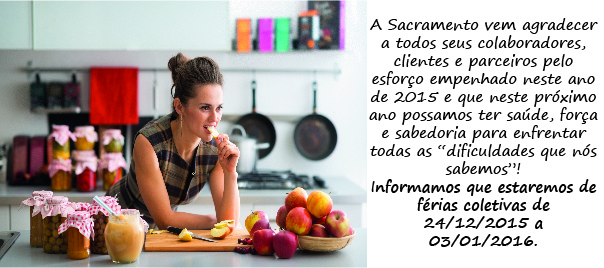 A Sacramento vem agradecer
a todos seus colaboradores,
clientes e parceiros pelo
esforço empenhado neste ano
de 2015 e que neste próximo
ano possamos ter saúde, força
e sabedoria para enfrentar
todas as “dificuldades que nós
sabemos”!
Informamos que estaremos de
férias coletivas de
24/12/2015 a
03/01/2016.